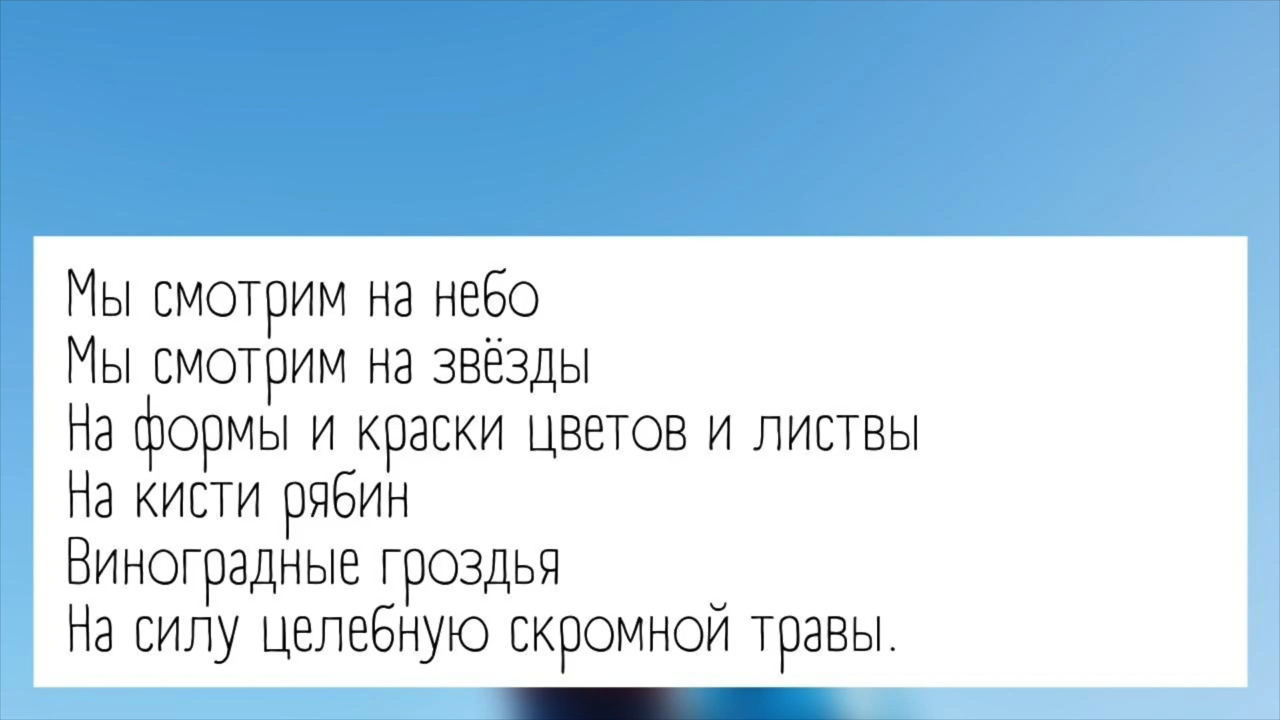 Мы смотрим на небо
Мы смотрим на звёзды
На формы и краски цветов и листвы
На кисти рябин
Виноградные гроздья
На силу целебную скромной травы.